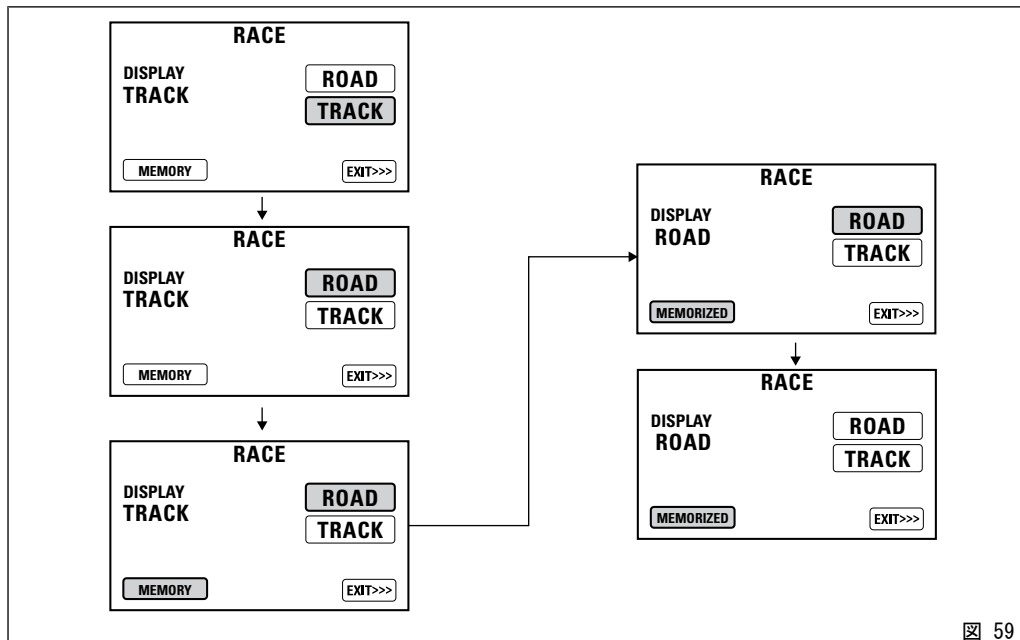 RACE
DISPLAY
TRACK
ROAD
TRACK
MEMORY
EXIT>>>
RACE
DISPLAY
TRACK
ROAD
TRACK
MEMORY
EXIT>>>
RACE
DISPLAY
TRACK
ROAD
TRACK
MEMORY
EXIT>>>
RACE
DISPLAY
ROAD
ROAD
TRACK
MEMORIZED
EXIT>>>
RACE
DISPLAY
ROAD
ROAD
TRACK
MEMORIZED
EXIT>>>
図 59